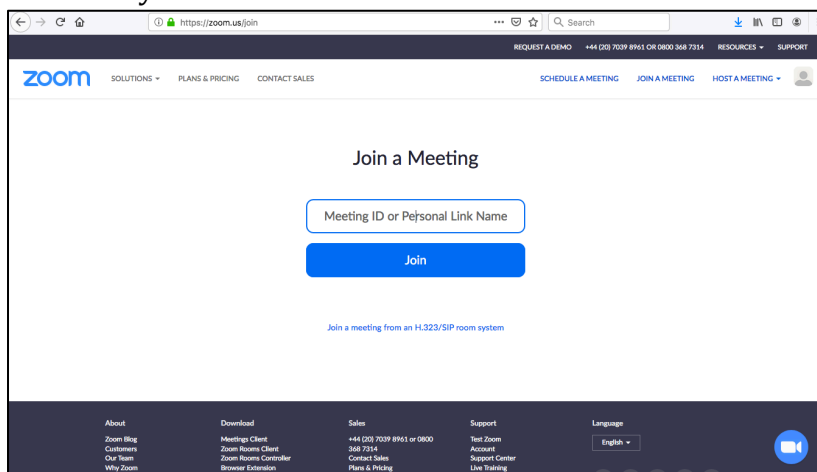 https://zoom.us/join
Search
REQUEST A DEMO +44 (20) 7039 8961 OR 0800 368 7314 RESOURCES SUPPORT
zoom SOLUTIONS PLANS & PRICING CONTACT SALES SCHEDULE A MEETING JOIN A MEETING HOST A MEETING
Join a Meeting
Meeting ID or Personal Link Name
Join
Join a meeting from an H.323/SIP room system
About Download Sales Support Language
Zoom Blog Meetings Client +44 (20) 7039 8961 or 0800 Test Zoom English
Customers Zoom Rooms Client 368 7314 Account
Our Team Zoom Rooms Controller Contact Sales Support Center
Why Zoom Browser Extension Plans & Pricing Live Training